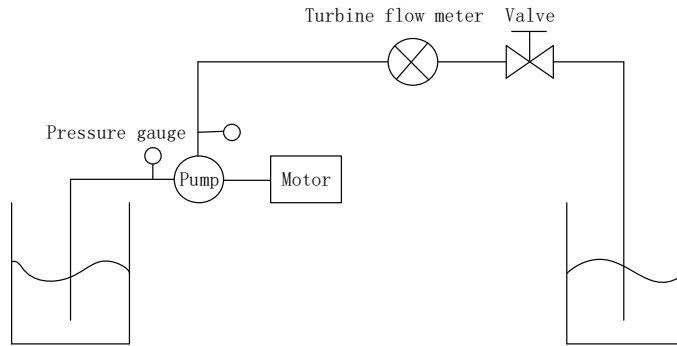 Turbine flow meter
Valve
Pressure gauge
Pump
Motor